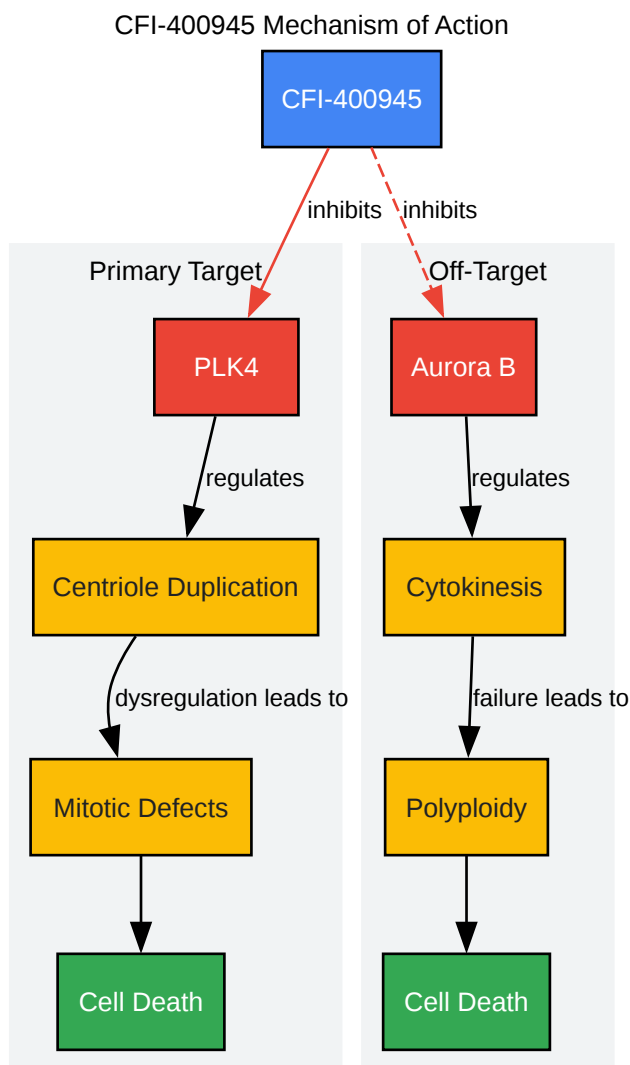 CFI-400945 Mechanism of Action
CFI-400945
inhibits
inhibits
Primary Target
Off-Target
PLK4
Aurora B
regulates
regulates
Centriole Duplication
Cytokinesis
dysregulation leads to
failure leads to
Mitotic Defects
Polyploidy
Cell Death
Cell Death